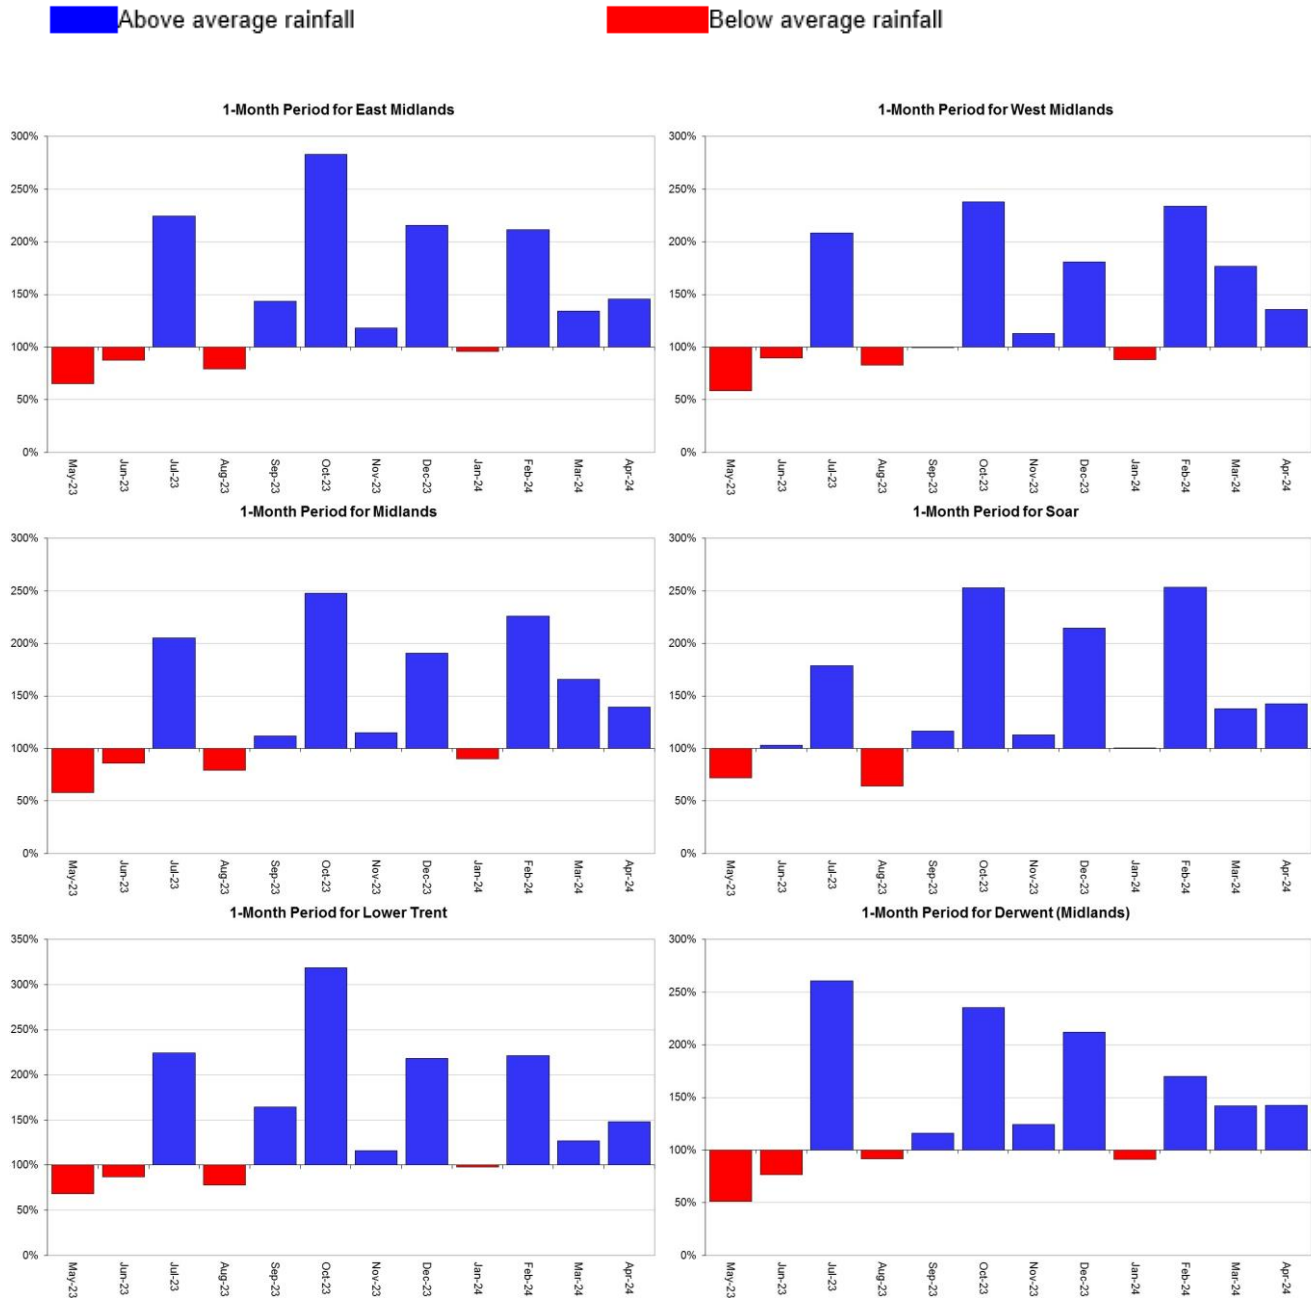 Above average rainfall
Below average rainfall
1-Month Period for East Midlands
300%
250%
200%
150%
100%
50%
0%
May-23
Jun-23
Jul-23
Aug-23
Sep-23
Oct-23
Nov-23
Dec-23
Jan-24
Feb-24
Mar-24
Apr-24
1-Month Period for West Midlands
300%
250%
200%
150%
100%
50%
0%
May-23
Jun-23
Jul-23
Aug-23
Sep-23
Oct-23
Nov-23
Dec-23
Jan-24
Feb-24
Mar-24
Apr-24
1-Month Period for Midlands
300%
250%
200%
150%
100%
50%
0%
May-23
Jun-23
Jul-23
Aug-23
Sep-23
Oct-23
Nov-23
Dec-23
Jan-24
Feb-24
Mar-24
Apr-24
1-Month Period for Soar
300%
250%
200%
150%
100%
50%
0%
May-23
Jun-23
Jul-23
Aug-23
Sep-23
Oct-23
Nov-23
Dec-23
Jan-24
Feb-24
Mar-24
Apr-24
1-Month Period for Lower Trent
350%
300%
250%
200%
150%
100%
50%
0%
May-23
Jun-23
Jul-23
Aug-23
Sep-23
Oct-23
Nov-23
Dec-23
Jan-24
Feb-24
Mar-24
Apr-24
1-Month Period for Derwent (Midlands)
300%
250%
200%
150%
100%
50%
0%
May-23
Jun-23
Jul-23
Aug-23
Sep-23
Oct-23
Nov-23
Dec-23
Jan-24
Feb-24
Mar-24
Apr-24